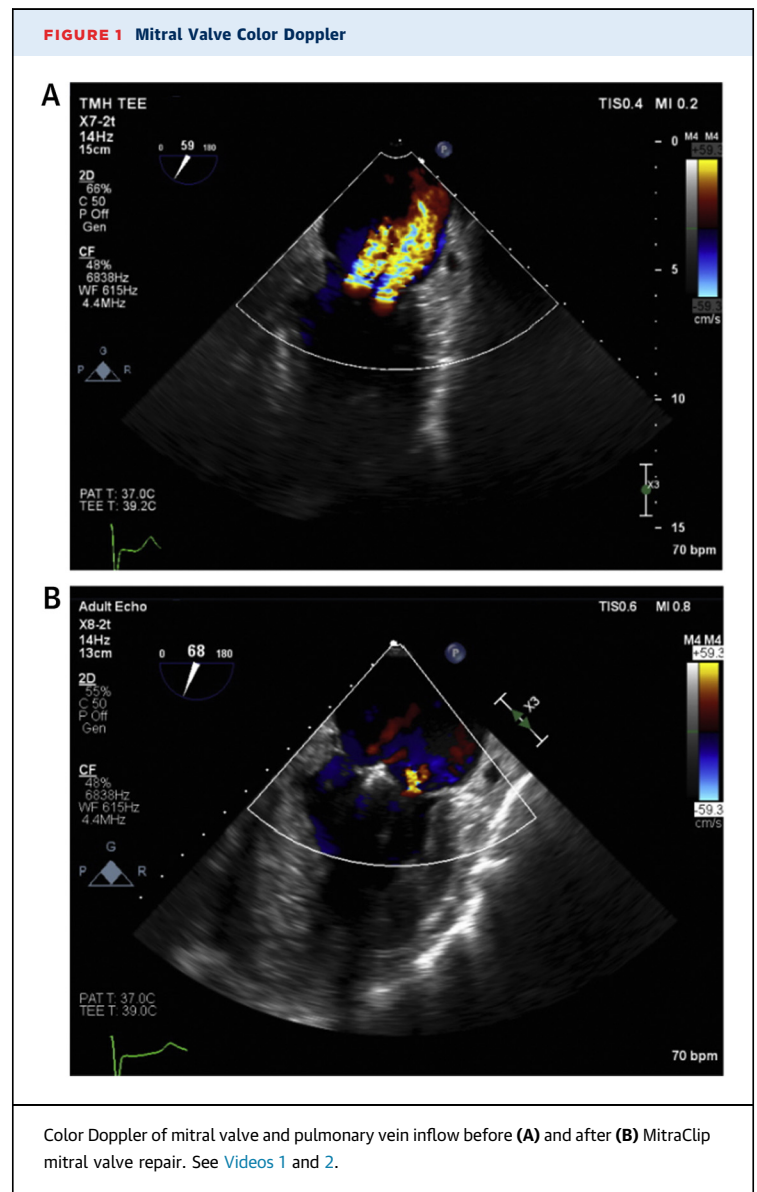 FIGURE 1 Mitral Valve Color Doppler
A
TMH TEE
X7-2t
14Hz
15cm
2D
66%
C 50
P Off
Gen
CF
48%
6838Hz
WF 615Hz
4.4MHz
0 59 180
P
TIS0.4 MI 0.2
M4 M4
+59.3
-59.3
cm/s
0
5
10
15
G
P R
X3
PAT T: 37.0C
TEE T: 39.2C
70 bpm
B
Adult Echo
X8-2t
14Hz
13cm
2D
55%
C 50
P Off
Gen
CF
48%
6838Hz
WF 615Hz
4.4MHz
0 68 180
P
TIS0.6 MI 0.8
M4 M4
+59.3
-59.3
cm/s
X3
G
P R
PAT T: 37.0C
TEE T: 39.0C
70 bpm
Color Doppler of mitral valve and pulmonary vein inflow before (A) and after (B) MitraClip
mitral valve repair. See Videos 1 and 2.